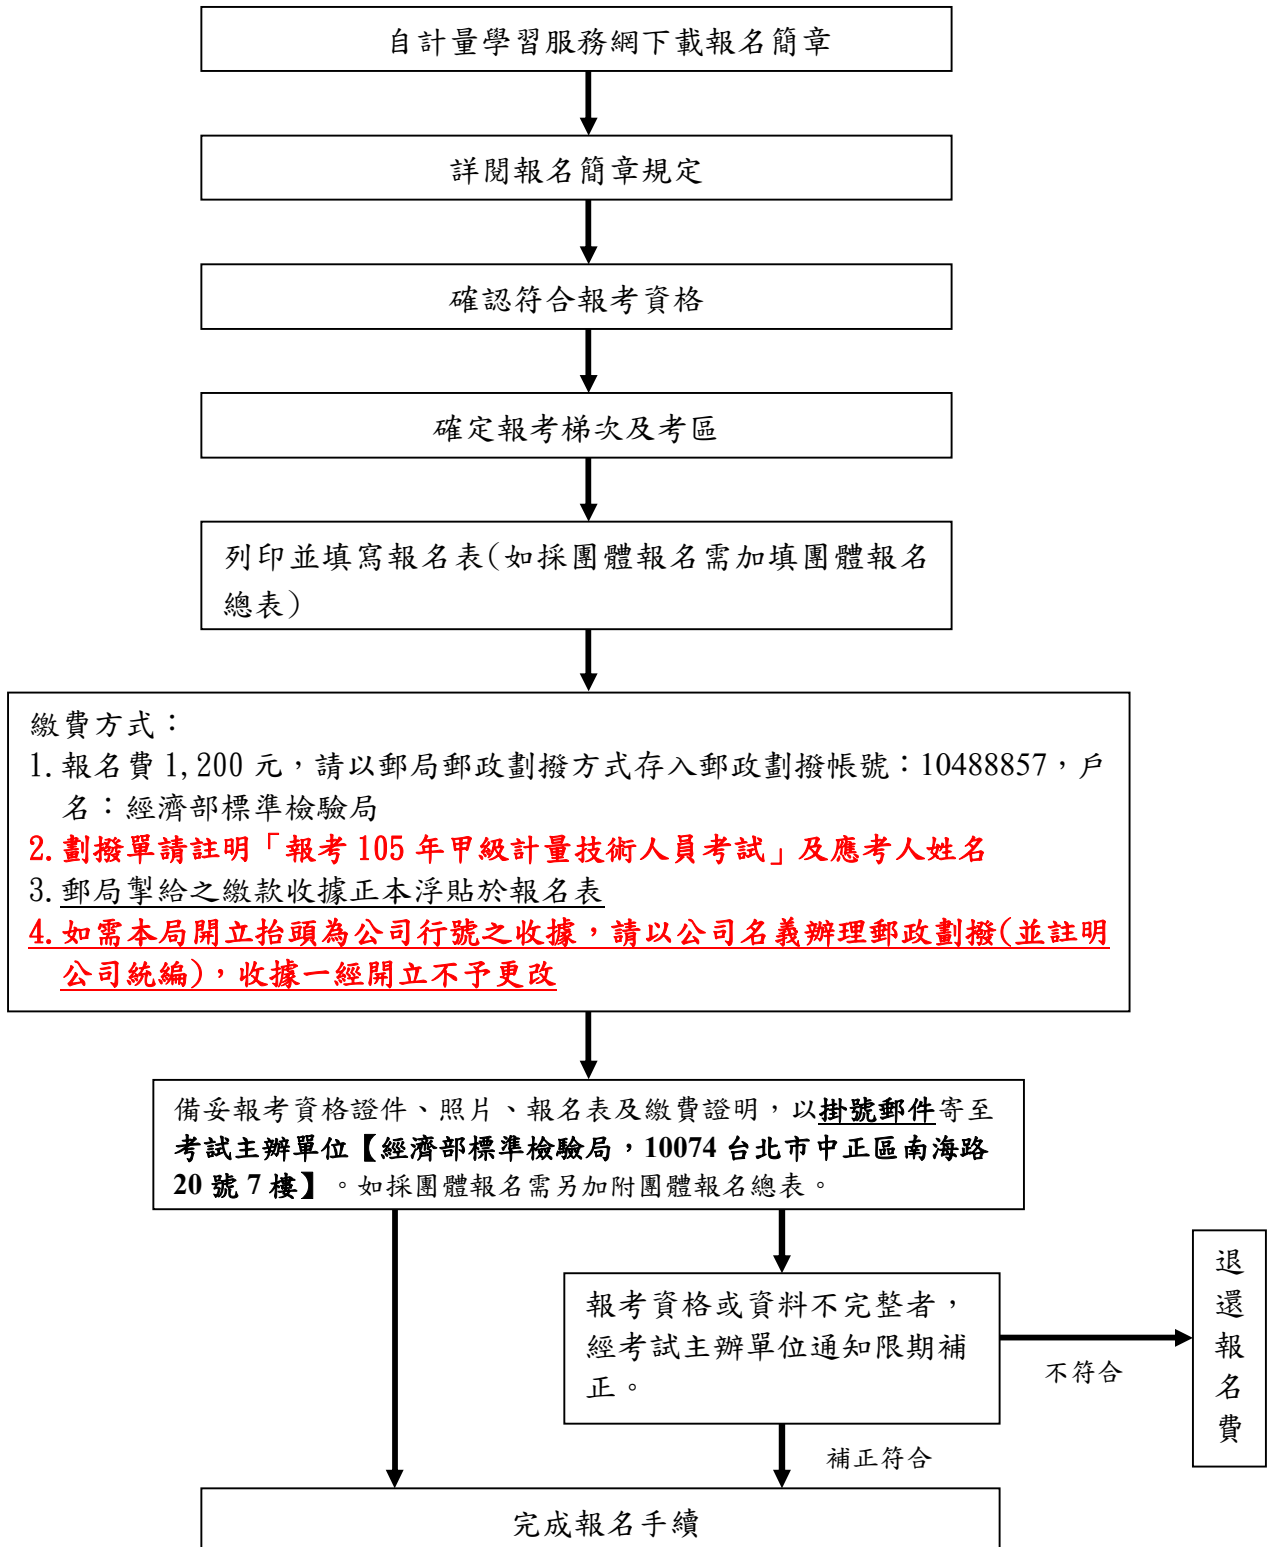 自計量學習服務網下載報名簡章
詳閱報名簡章規定
確認符合報考資格
確定報考梯次及考區
列印並填寫報名表(如採團體報名需加填團體報名
總表)
繳費方式：
1.報名費 1,200 元，請以郵局郵政劃撥方式存入郵政劃撥帳號：10488857，戶
名：經濟部標準檢驗局
2.劃撥單請註明「報考 105 年甲級計量技術人員考試」及應考人姓名
3.郵局掣給之繳款收據正本浮貼於報名表
4.如需本局開立抬頭為公司行號之收據，請以公司名義辦理郵政劃撥(並註明
公司統編)，收據一經開立不予更改
備妥報考資格證件、照片、報名表及繳費證明，以掛號郵件寄至
考試主辦單位【經濟部標準檢驗局，10074 台北市中正區南海路
20 號 7 樓】。如採團體報名需另加附團體報名總表。
報考資格或資料不完整者，
經考試主辦單位通知限期補
正。
不符合
退
還
報
名
費
補正符合
完成報名手續